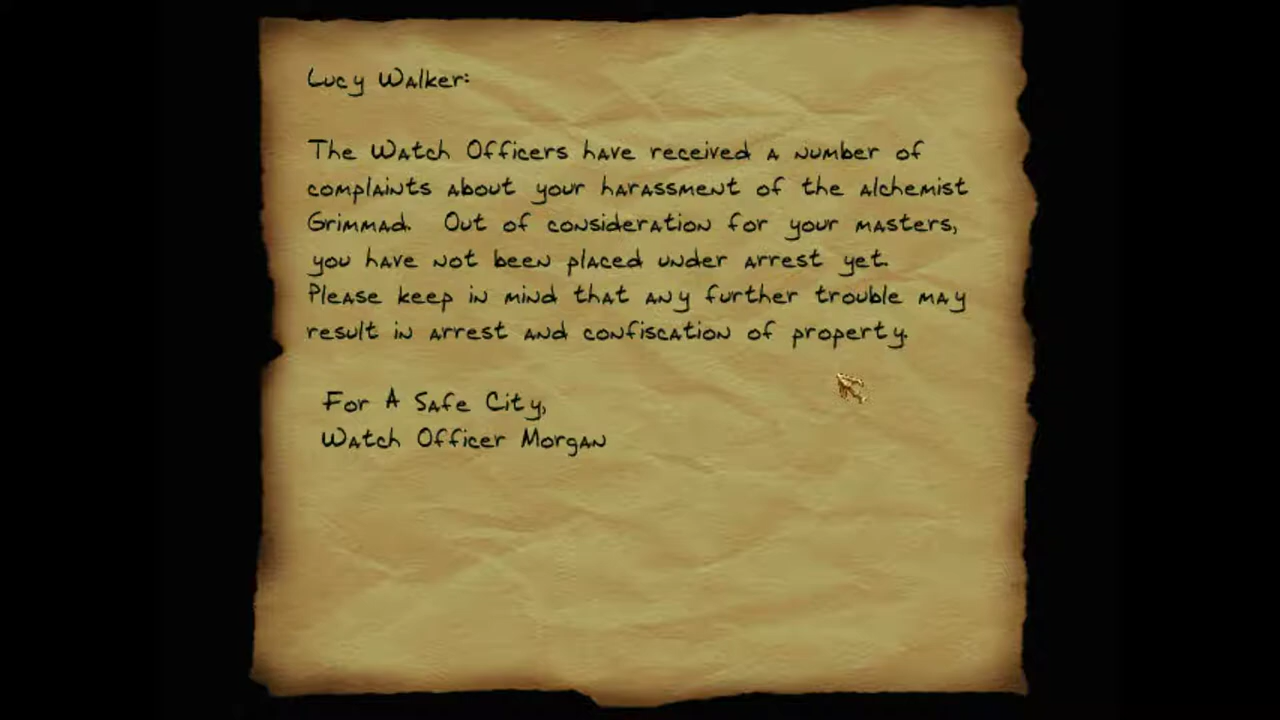 Lucy Walker:
The Watch Officers have received a number of
complaints about your harassment of the alchemist
Grimmad. Out of consideration for your masters,
you have not been placed under arrest yet.
Please keep in mind that any further trouble may
result in arrest and confiscation of property.
For A Safe City,
Watch Officer Morgan